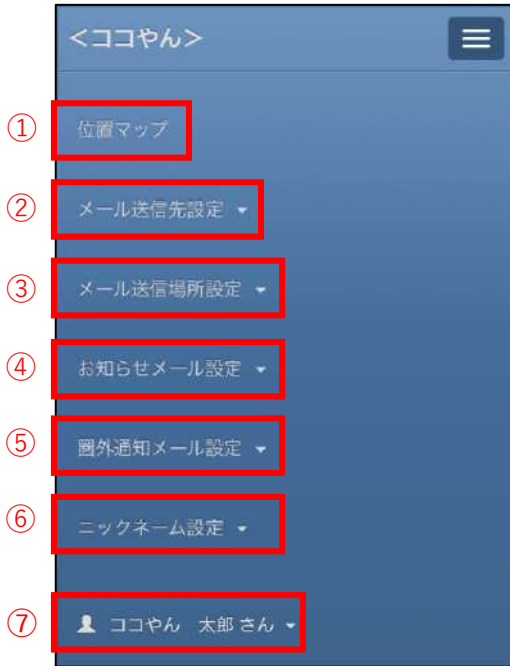 <ココやん>
① 位置マップ
② メール送信先設定
③ メール送信場所設定
④ お知らせメール設定
⑤ 圏外通知メール設定
⑥ ニックネーム設定
⑦ ココやん 太郎 さん